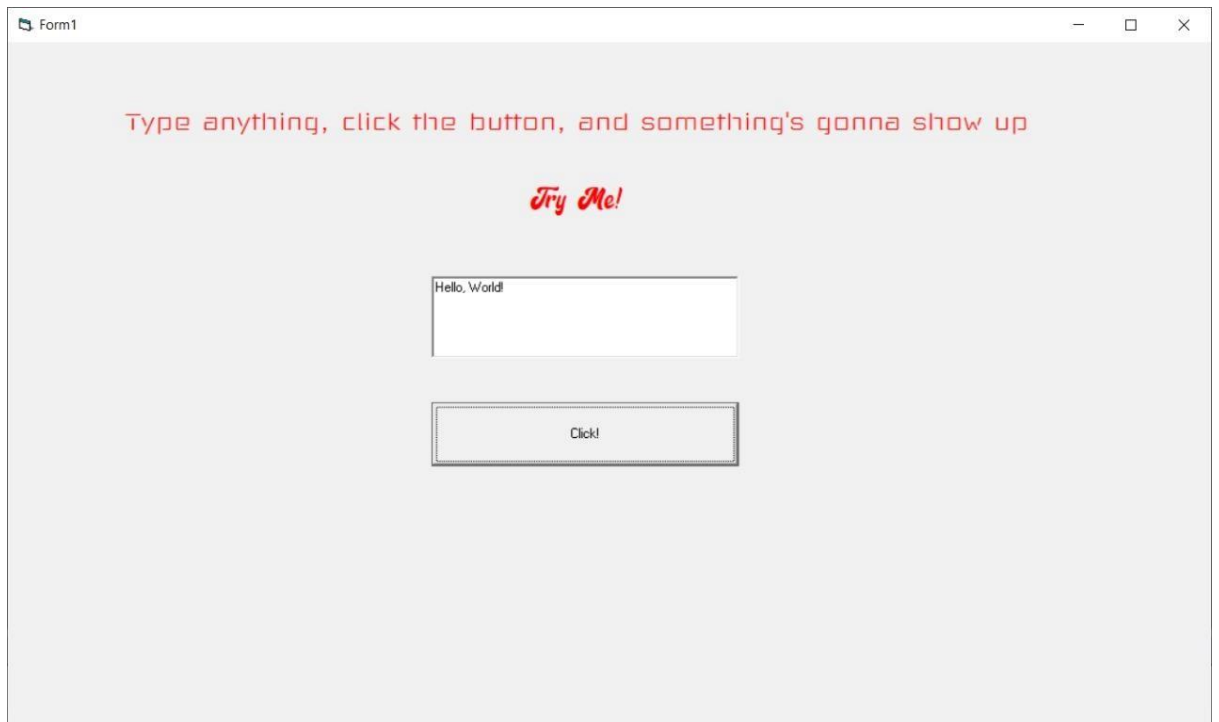 Form1
Type anything, click the button, and something's gonna show up
Try Me!
Hello, World!
Click!